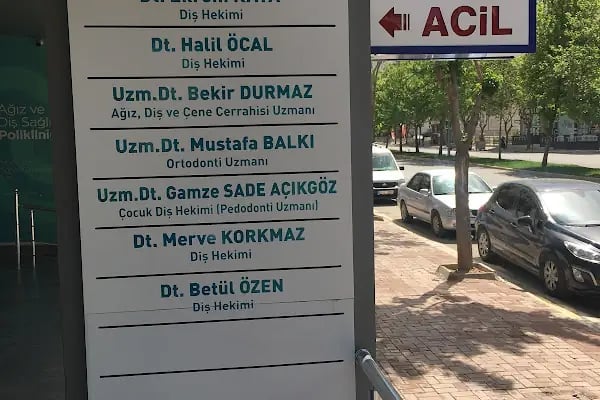 Diş Hekimi
Dt. Halil ÖCAL
Diş Hekimi
Uzm.Dt. Bekir DURMAZ
Ağız, Diş ve Çene Cerrahisi Uzmanı
Uzm.Dt. Mustafa BALKI
Ortodonti Uzmanı
Uzm.Dt. Gamze SADE AÇIKGÖZ
Çocuk Diş Hekimi (Pedodonti Uzmanı)
Dt. Merve KORKMAZ
Diş Hekimi
Dt. Betül ÖZEN
Diş Hekimi
ACİL
Ağız ve
Diş